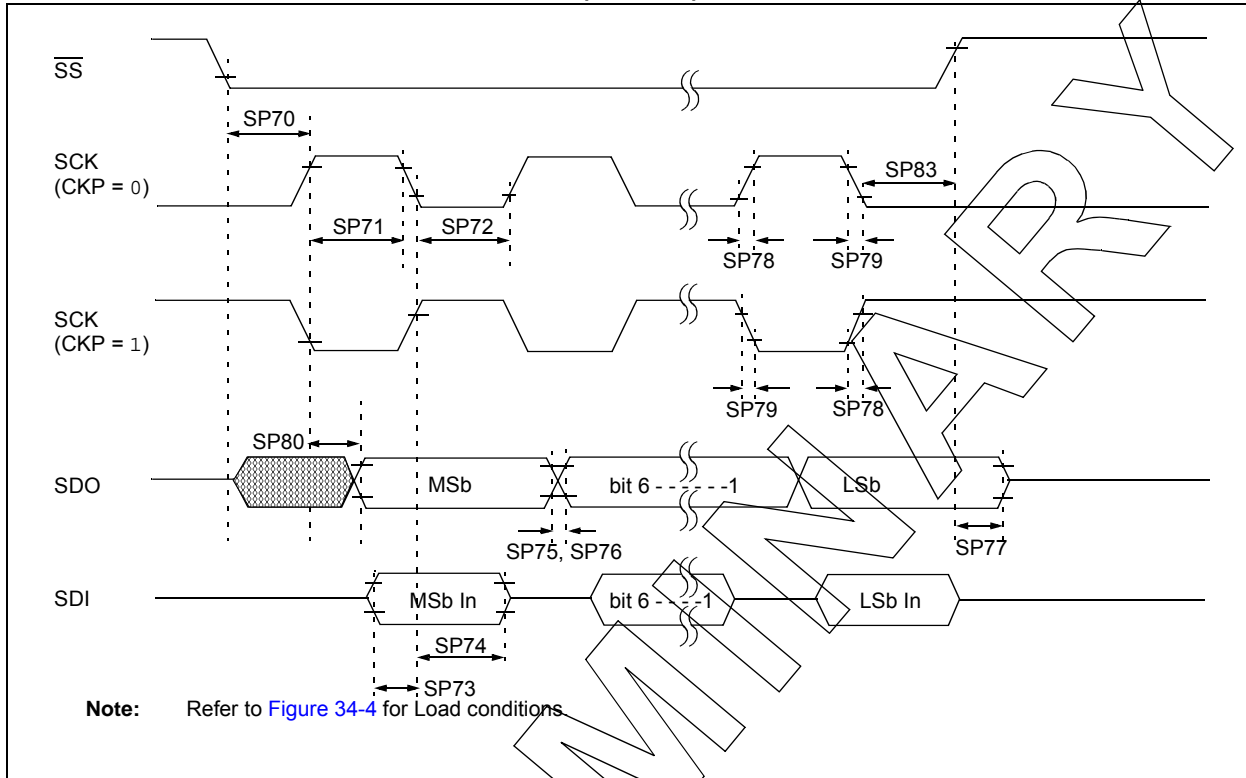 SS
SP70
SCK
(CKP = 0)
SP83
SP71
SP72
SP78
SP79
SCK
(CKP = 1)
SP79
SP78
SP80
SDO
MSb
bit 6 - - - - - -1
LSb
SP75, SP76
SP77
SDI
MSb In
bit 6 - - - -1
LSb In
SP74
SP73
Note: Refer to Figure 34-4 for Load conditions
MINARY